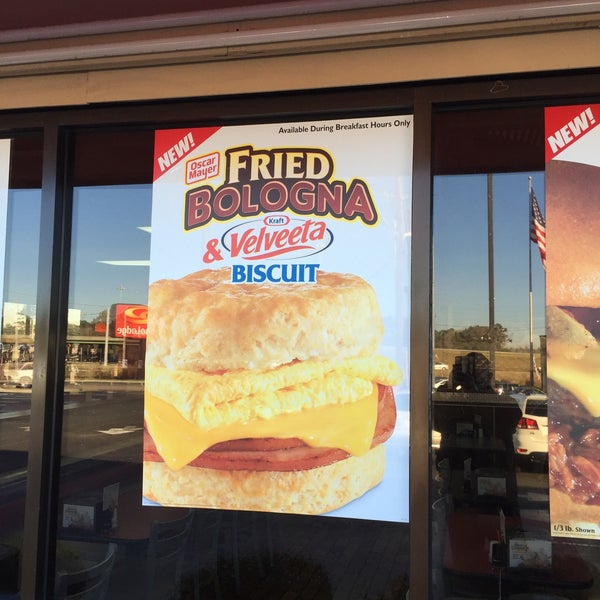 NEW!
Available During Breakfast Hours Only
Oscar
Mayer
FRIED
BOLOGNA
Kraft
& Velveeta
BISCUIT
NEW!
1/3 lb. Shown